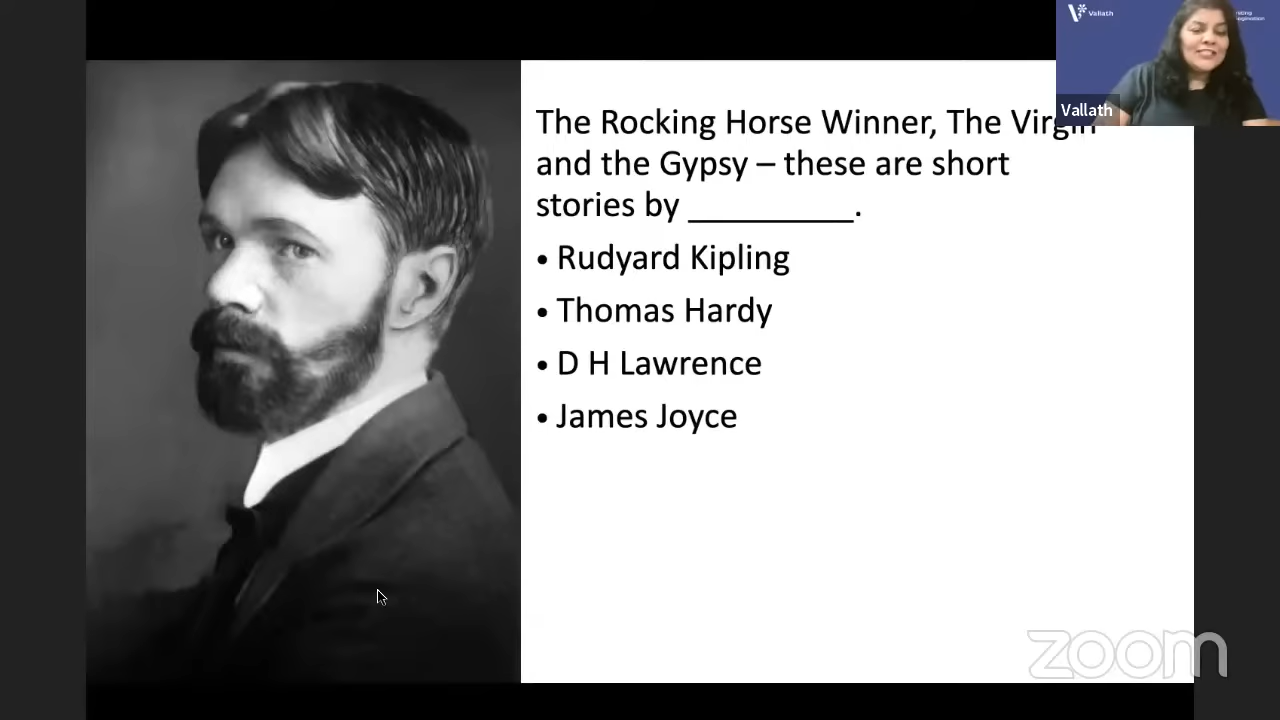 Vallath
Vallath
The Rocking Horse Winner, The Virgin
and the Gypsy – these are short
stories by __________.
• Rudyard Kipling
• Thomas Hardy
• D H Lawrence
• James Joyce
zoom